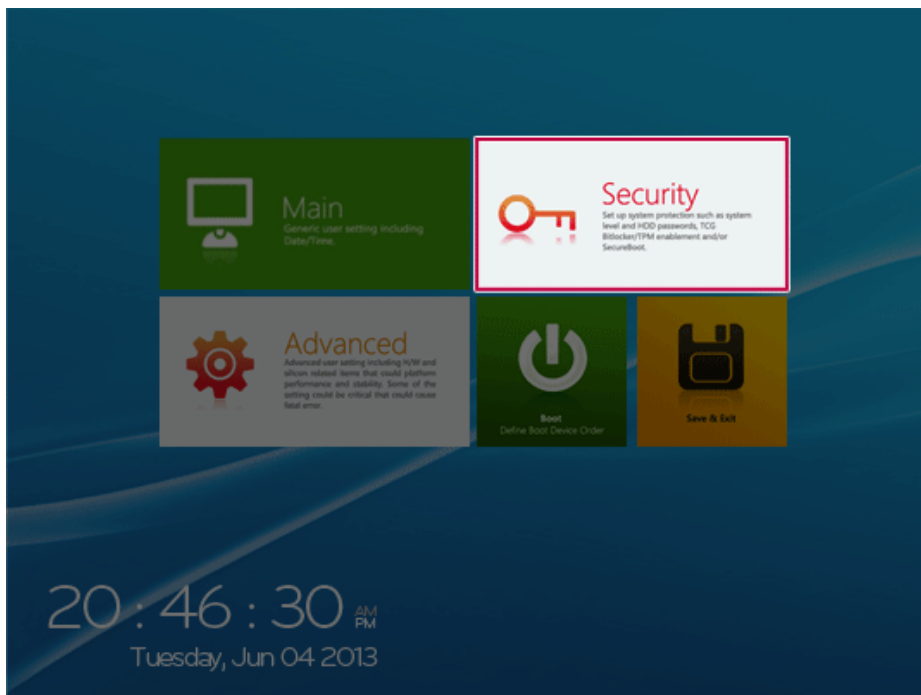 Main
Generic user setting including
Date/Time.
Security
Set up system protection such as system
level and HDD passwords, TCG
Bitlocker/TPM enablement and/or
SecureBoot.
Advanced
Advanced user setting including H/W and
silicon related items that could platform
performance and stability. Some of the
setting could be critical that could cause
fatal error.
Boot
Define Boot Device Order
Save & Exit
20 : 46 : 30 AM
PM
Tuesday, Jun 04 2013